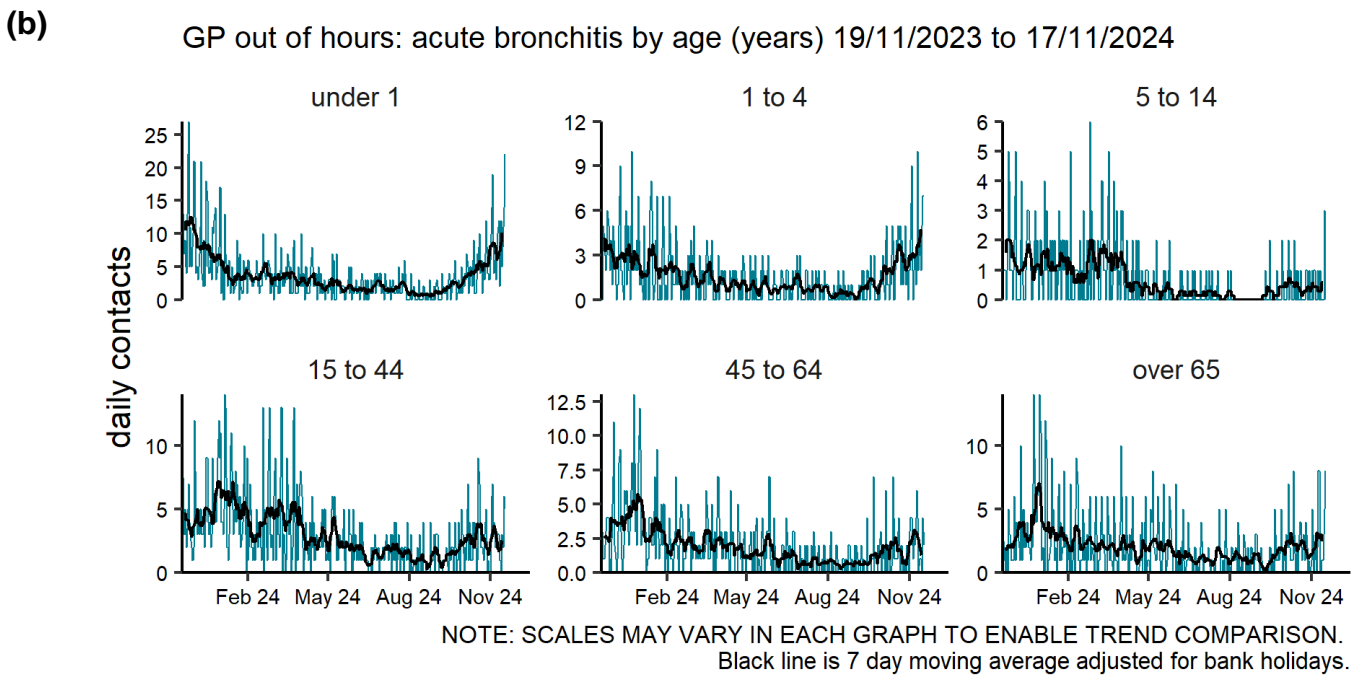 (b)
GP out of hours: acute bronchitis by age (years) 19/11/2023 to 17/11/2024
daily contacts
under 1
25
20
15
10
5
0
1 to 4
12
9
6
3
0
5 to 14
6
5
4
3
2
1
0
15 to 44
10
5
0
Feb 24 May 24 Aug 24 Nov 24
45 to 64
12.5
10.0
7.5
5.0
2.5
0.0
Feb 24 May 24 Aug 24 Nov 24
over 65
10
5
0
Feb 24 May 24 Aug 24 Nov 24
NOTE: SCALES MAY VARY IN EACH GRAPH TO ENABLE TREND COMPARISON.
Black line is 7 day moving average adjusted for bank holidays.